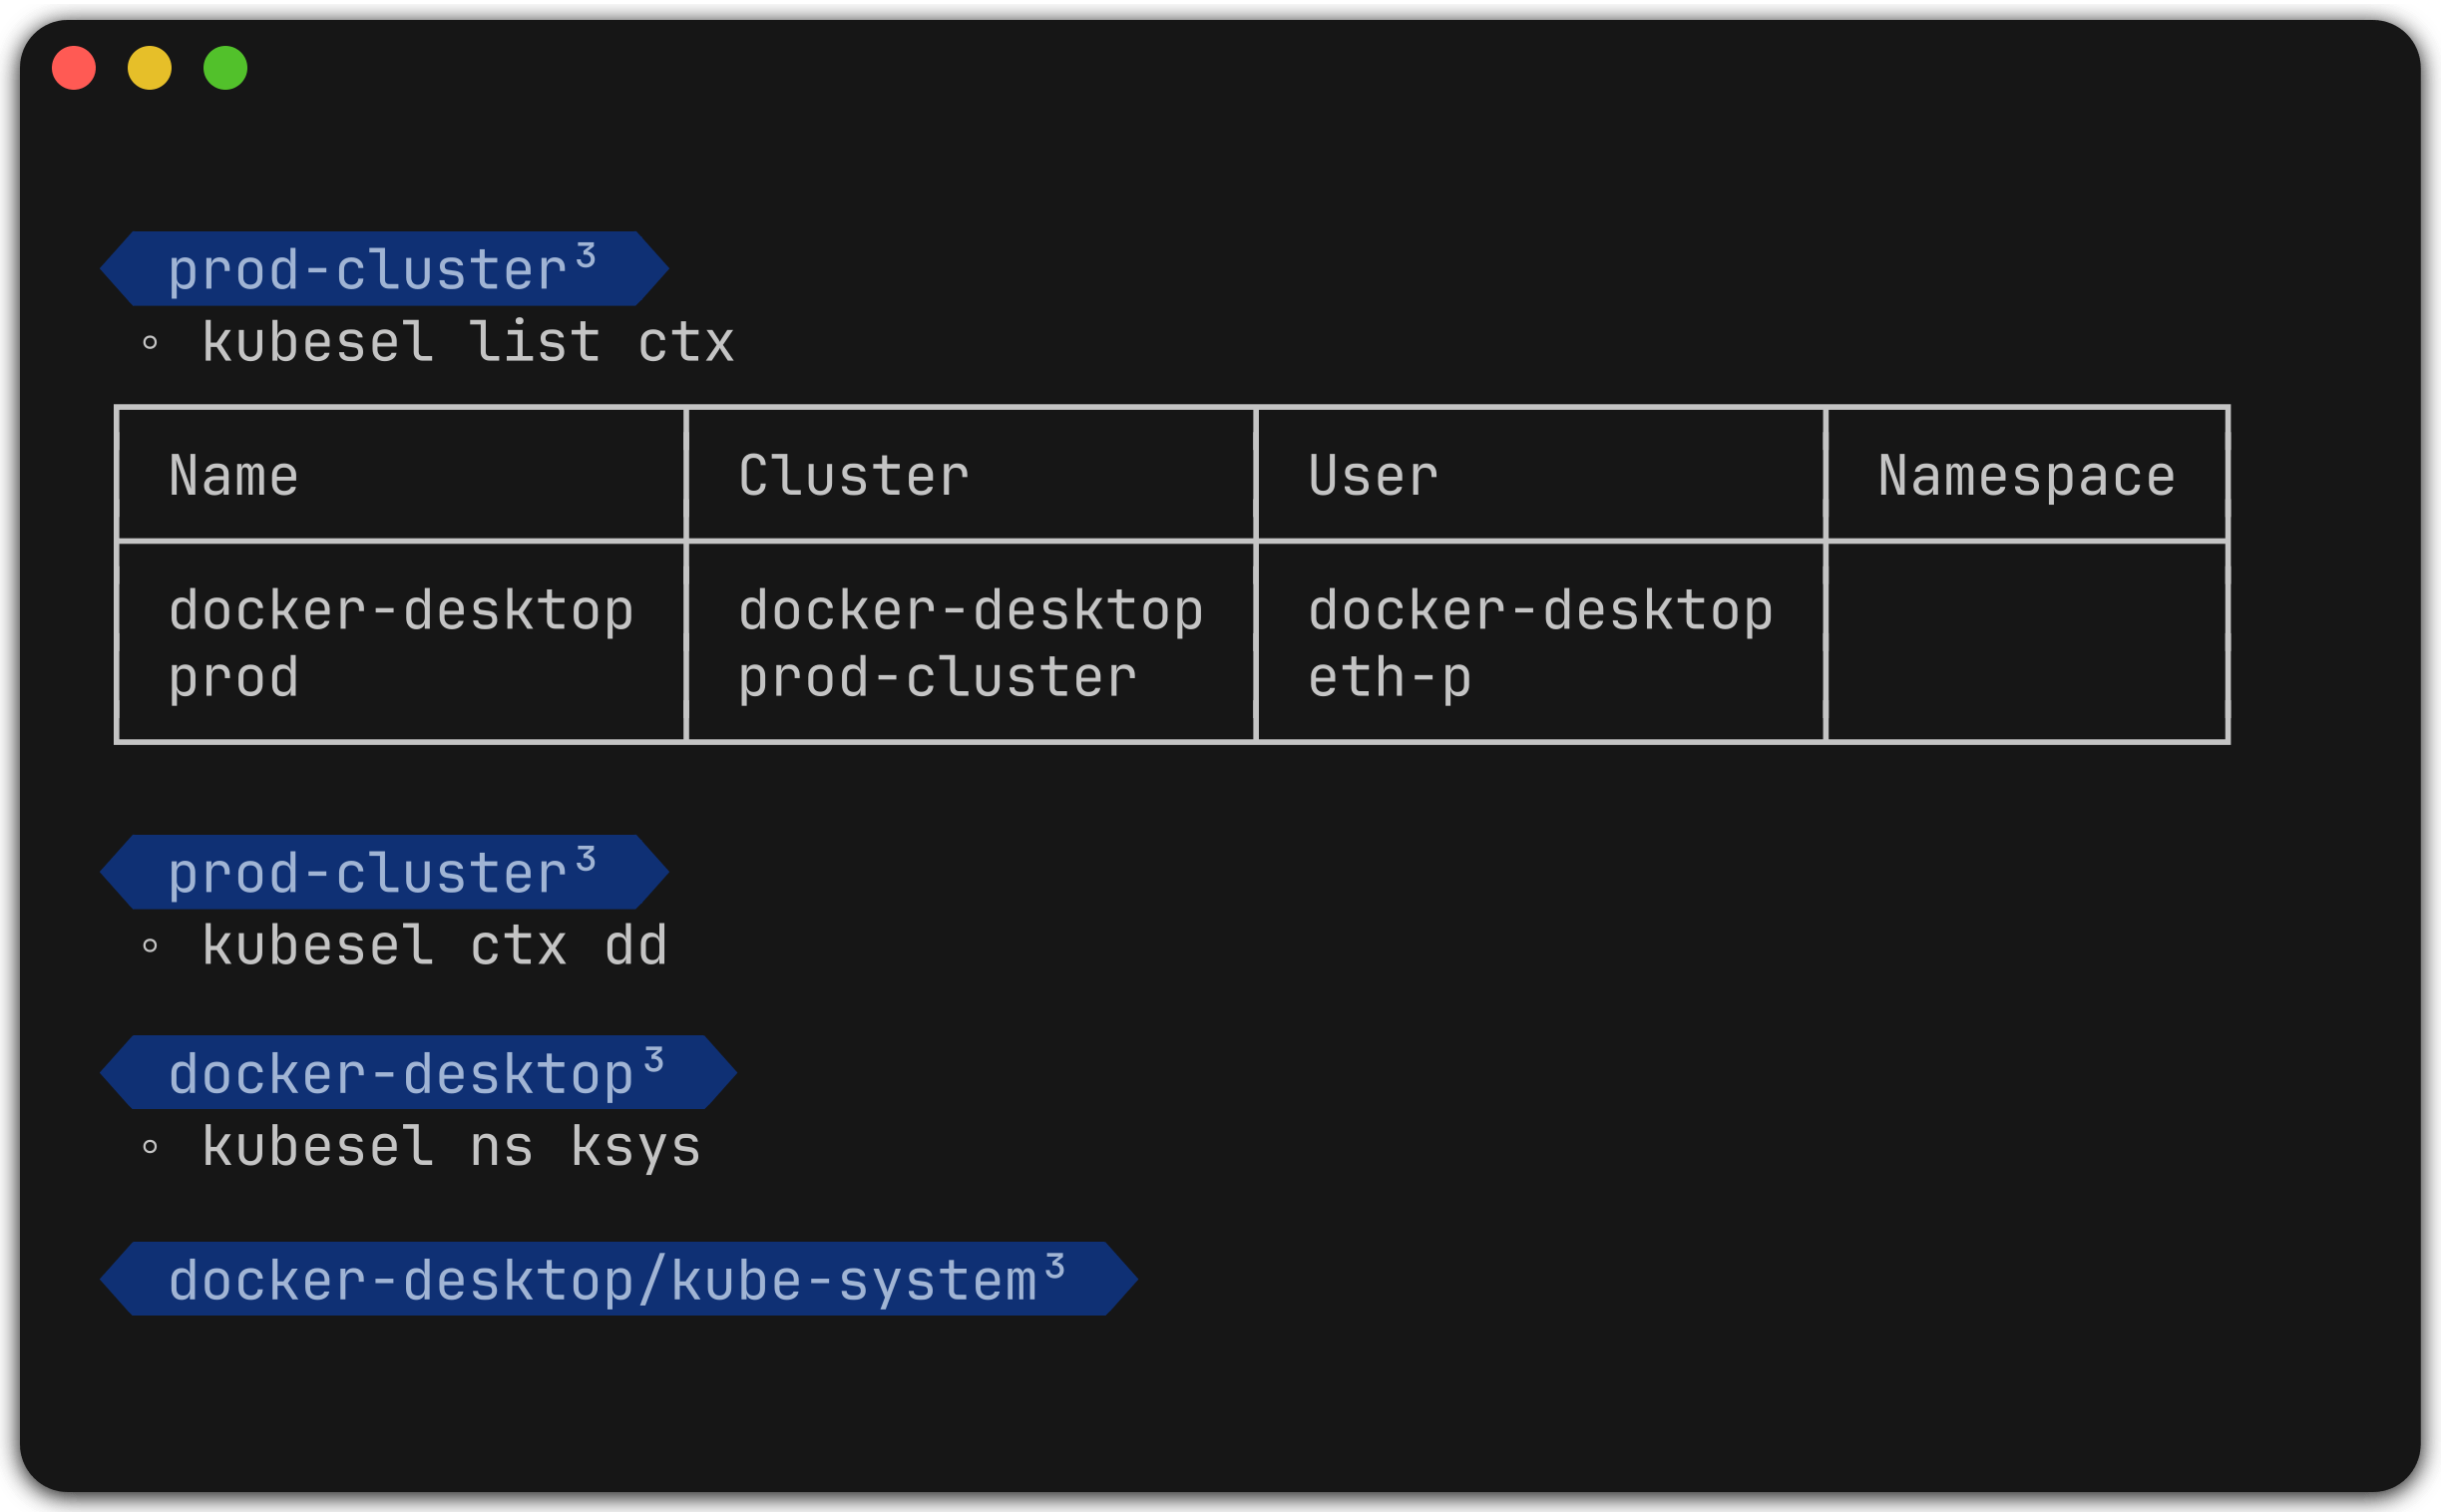 prod-cluster³
◦ kubesel list ctx
Name Cluster User Namespace
docker-desktop docker-desktop docker-desktop
prod prod-cluster eth-p
prod-cluster³
◦ kubesel ctx dd
docker-desktop³
◦ kubesel ns ksys
docker-desktop/kube-system³